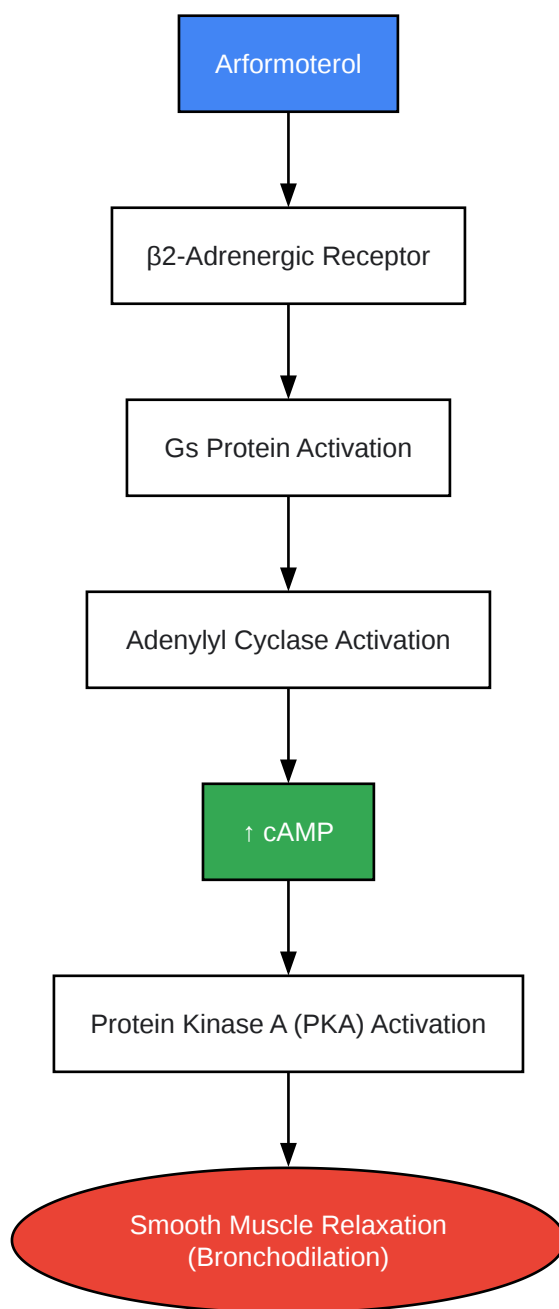 Arformoterol
β2-Adrenergic Receptor
Gs Protein Activation
Adenylyl Cyclase Activation
↑ cAMP
Protein Kinase A (PKA) Activation
Smooth Muscle Relaxation
(Bronchodilation)